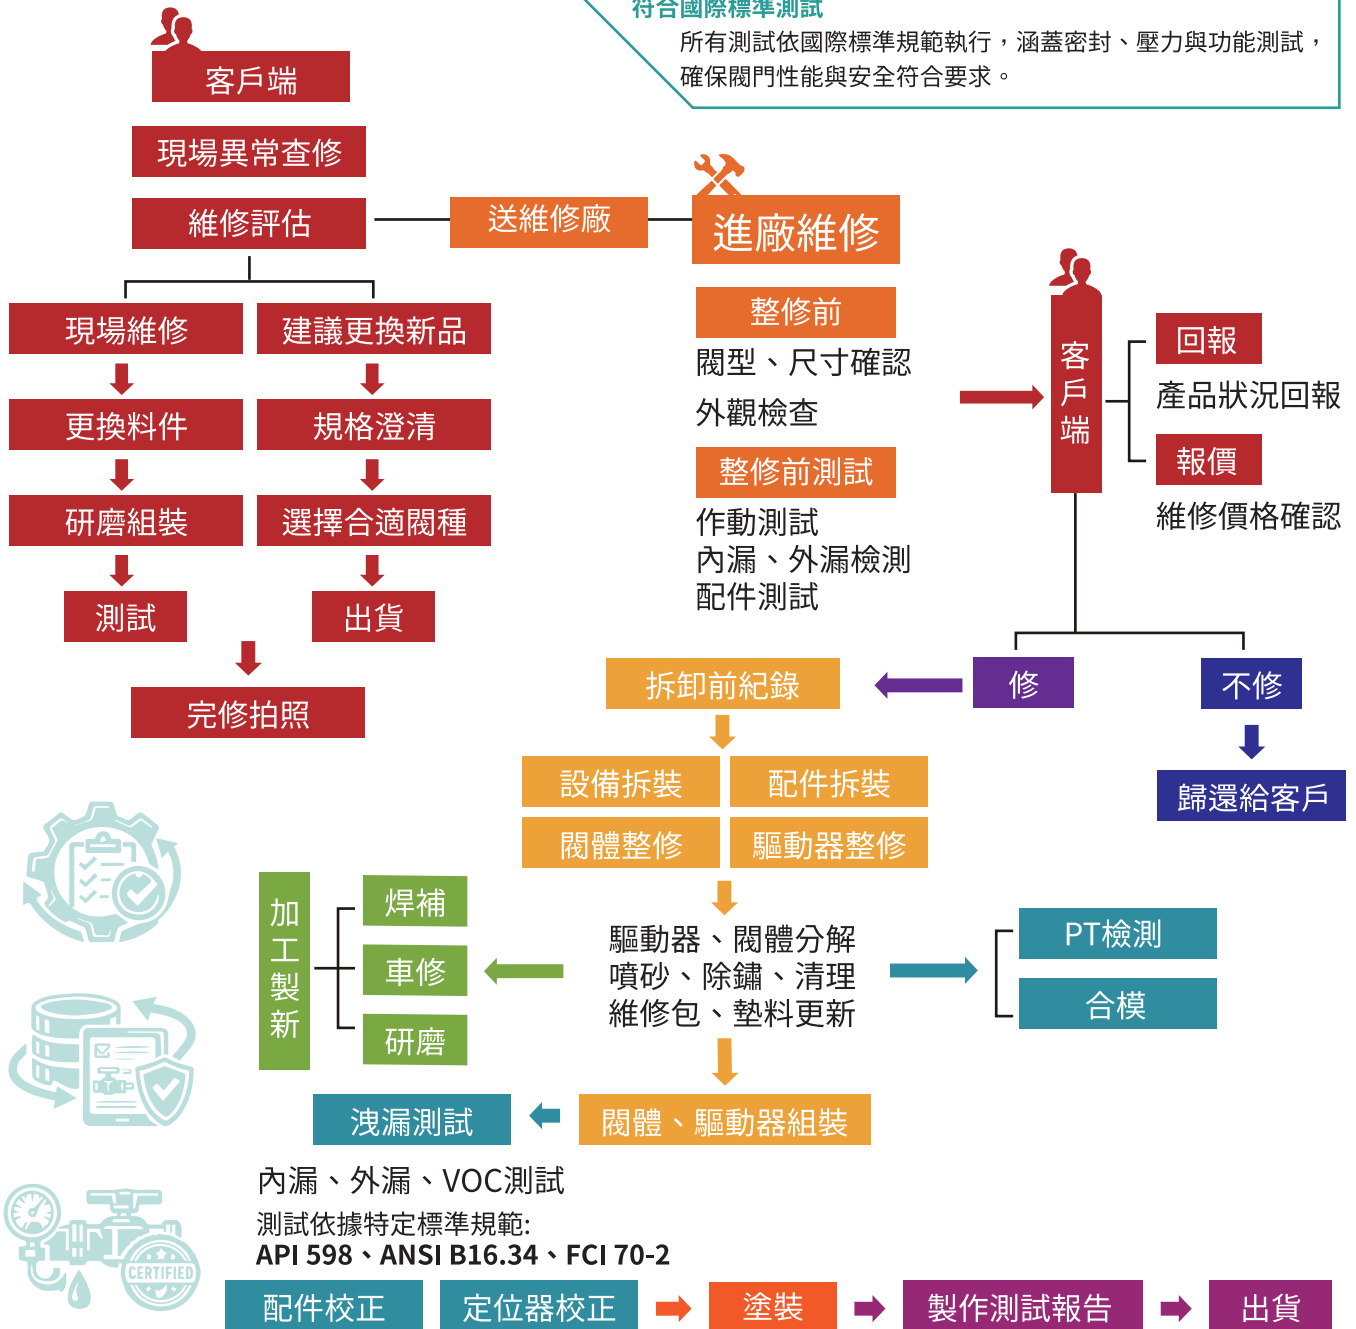 符合國際標準測試
所有測試依國際標準規範執行，涵蓋密封、壓力與功能測試，
確保閥門性能與安全符合要求。
客戶端
現場異常查修
維修評估
送維修廠
進廠維修
現場維修
建議更換新品
更換料件
規格澄清
研磨組裝
選擇合適閥種
測試
出貨
完修拍照
整修前
閥型、尺寸確認
外觀檢查
整修前測試
作動測試
內漏、外漏檢測
配件測試
客戶端
回報
產品狀況回報
報價
維修價格確認
修
不修
歸還給客戶
拆卸前紀錄
設備拆裝
配件拆裝
閥體整修
驅動器整修
驅動器、閥體分解
噴砂、除鏽、清理
維修包、墊料更新
加工製新
焊補
車修
研磨
PT檢測
合模
閥體、驅動器組裝
洩漏測試
內漏、外漏、VOC測試
測試依據特定標準規範:
API 598、ANSI B16.34、FCI 70-2
CERTIFIED
配件校正
定位器校正
塗裝
製作測試報告
出貨